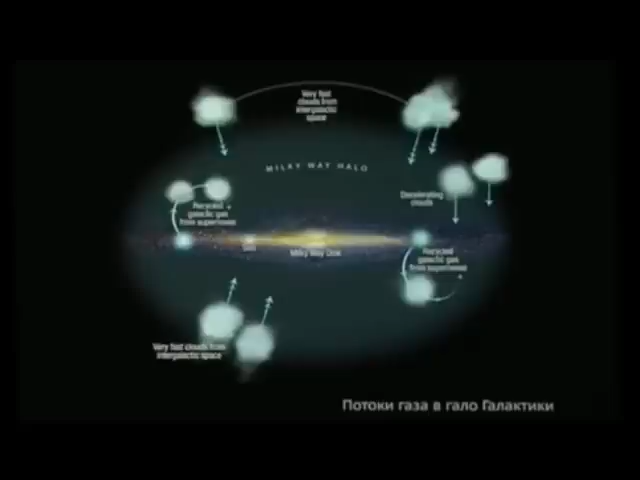 Very fast
clouds from
intergalactic
space
MILKY WAY HALO
Decelerating
clouds
Recycled
galactic gas
from supernovae
Sun
Milky Way Disk
Recycled
galactic gas
from supernovae
Very fast clouds from
intergalactic space
Потоки газа в гало Галактики